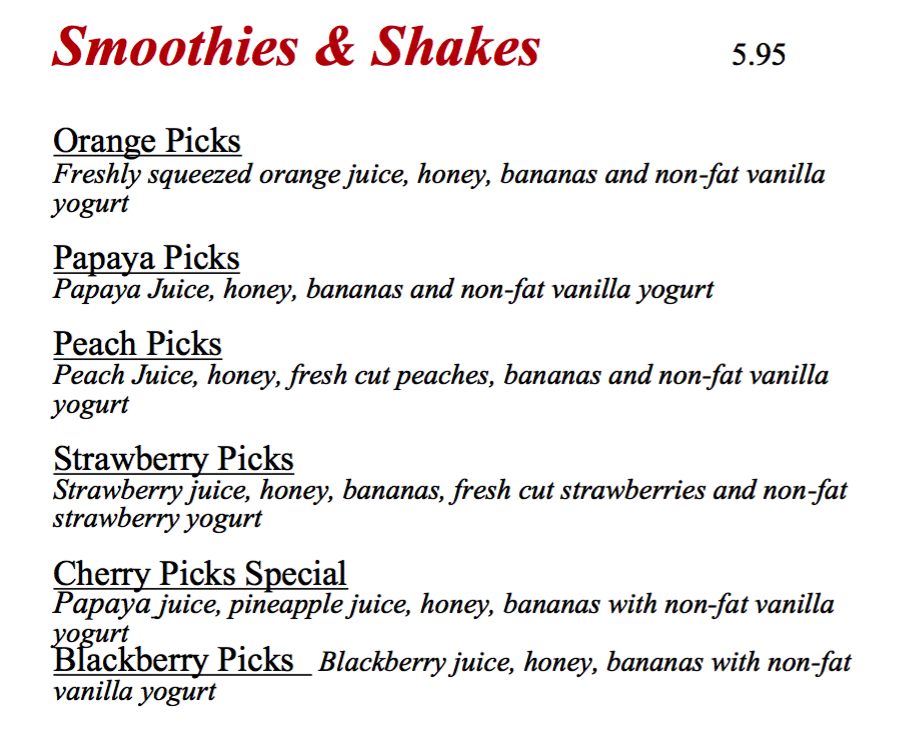 Smoothies & Shakes 5.95
Orange Picks
Freshly squeezed orange juice, honey, bananas and non-fat vanilla
yogurt
Papaya Picks
Papaya Juice, honey, bananas and non-fat vanilla yogurt
Peach Picks
Peach Juice, honey, fresh cut peaches, bananas and non-fat vanilla
yogurt
Strawberry Picks
Strawberry juice, honey, bananas, fresh cut strawberries and non-fat
strawberry yogurt
Cherry Picks Special
Papaya juice, pineapple juice, honey, bananas with non-fat vanilla
yogurt
Blackberry Picks Blackberry juice, honey, bananas with non-fat
vanilla yogurt